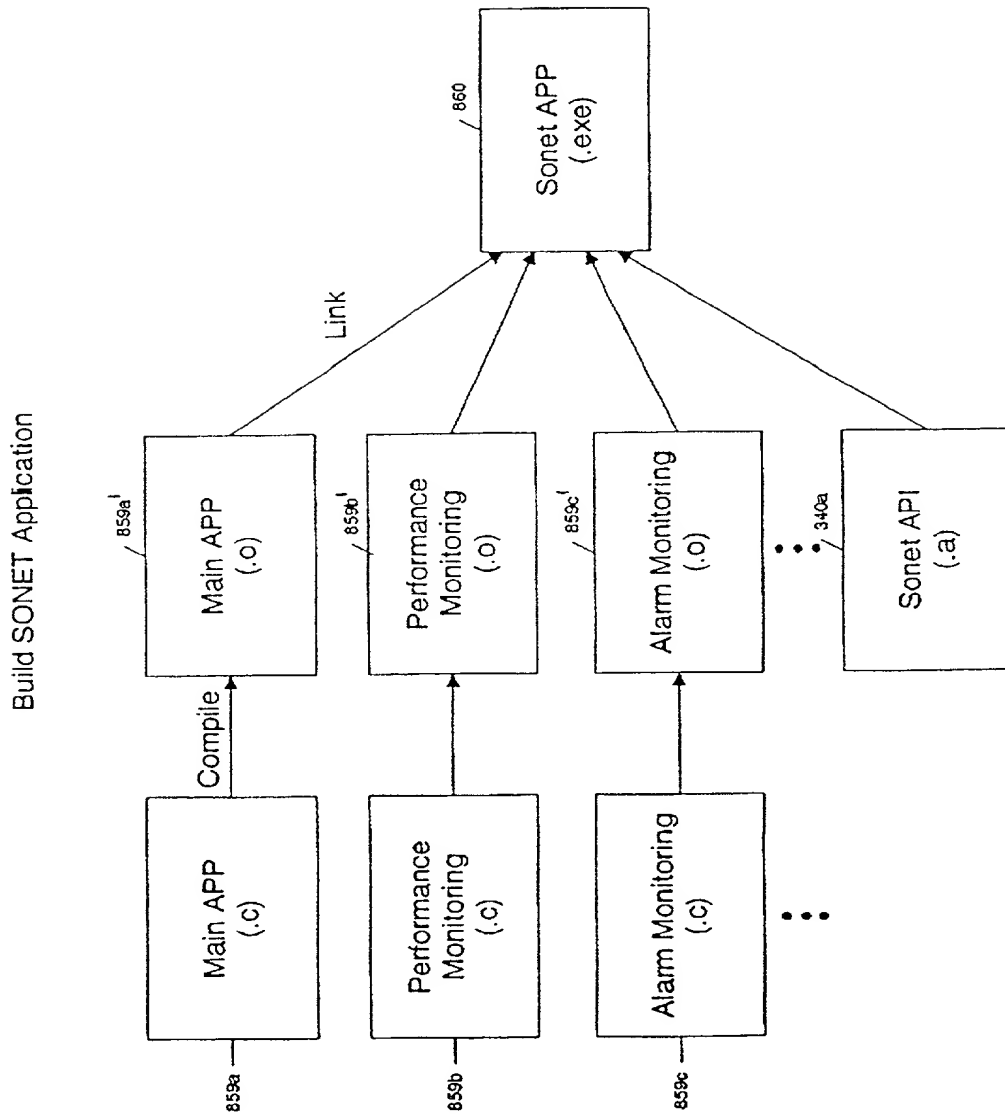 Build SONET Application
859a
Main APP
(.c)
Compile
859a'
Main APP
(.o)
Link
860
Sonet APP
(.exe)
859b
Performance
Monitoring
(.c)
859b'
Performance
Monitoring
(.o)
859c
Alarm Monitoring
(.c)
859c'
Alarm Monitoring
(.o)
340a
Sonet API
(.a)